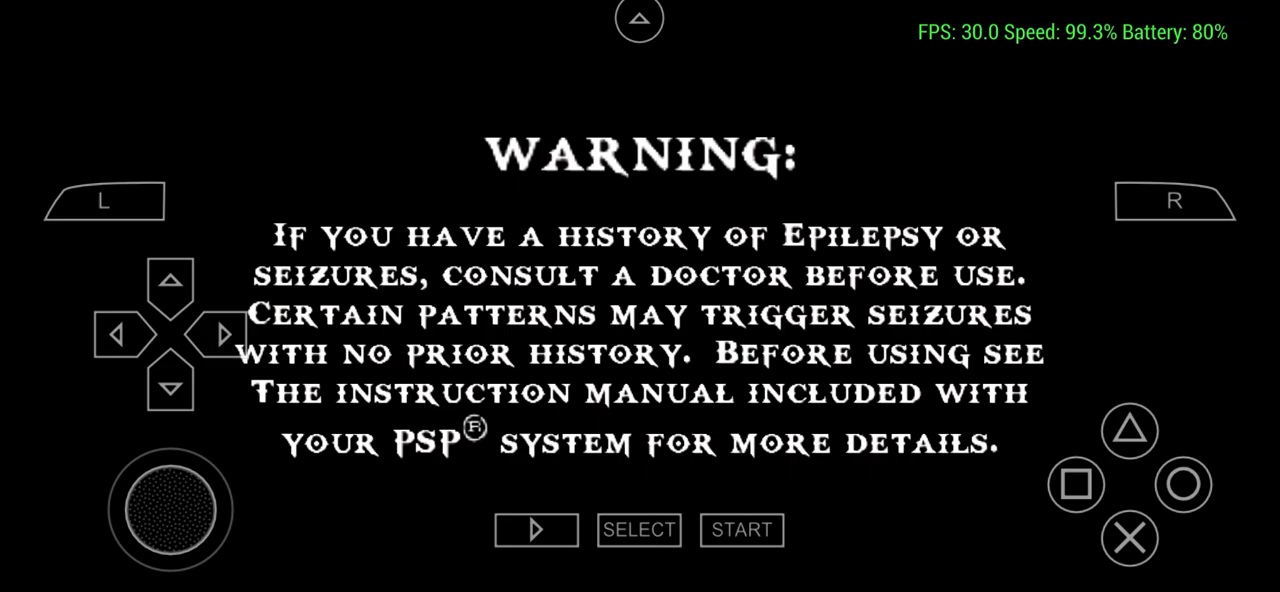 FPS: 30.0 Speed: 99.3% Battery: 80%
WARNING:
L
R
IF YOU HAVE A HISTORY OF EPILEPSY OR
SEIZURES, CONSULT A DOCTOR BEFORE USE.
CERTAIN PATTERNS MAY TRIGGER SEIZURES
WITH NO PRIOR HISTORY. BEFORE USING SEE
THE INSTRUCTION MANUAL INCLUDED WITH
YOUR PSP® SYSTEM FOR MORE DETAILS.
SELECT START